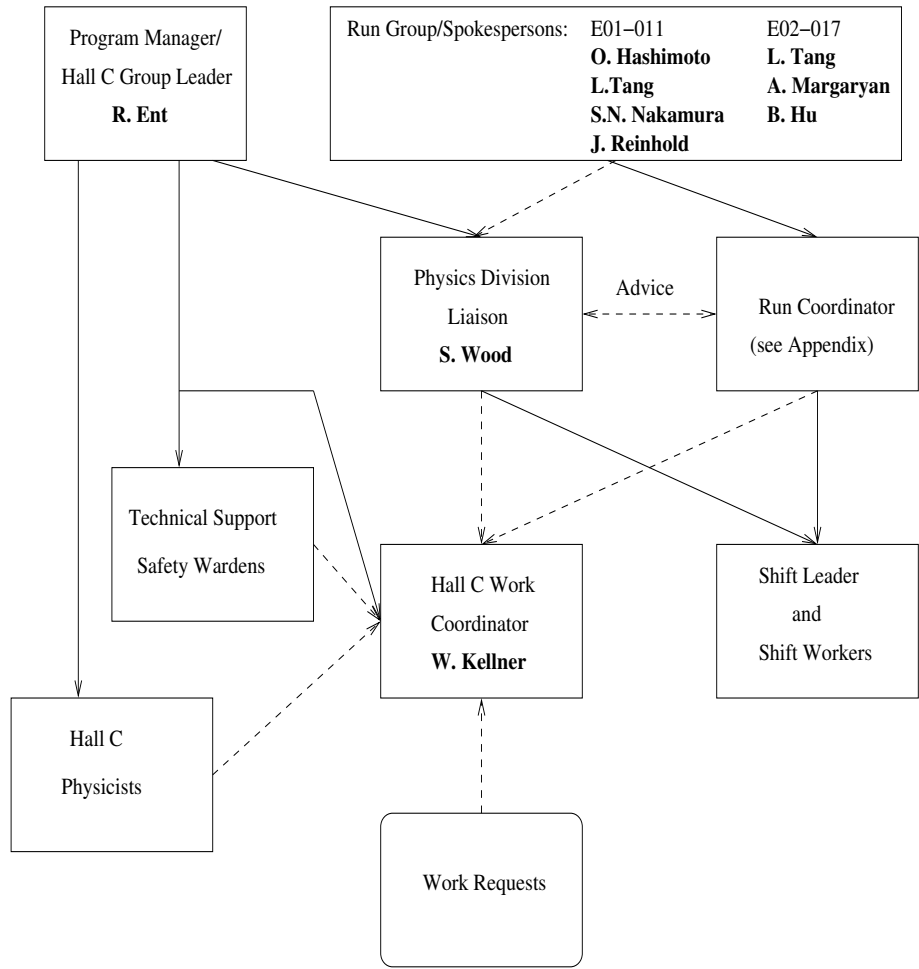 Program Manager/
Hall C Group Leader
R. Ent
Run Group/Spokespersons: E01−011 E02−017
O. Hashimoto L. Tang
L.Tang A. Margaryan
S.N. Nakamura B. Hu
J. Reinhold
Physics Division
Liaison
S. Wood
Advice
Run Coordinator
(see Appendix)
Technical Support
Safety Wardens
Hall C Work
Coordinator
W. Kellner
Shift Leader
and
Shift Workers
Hall C
Physicists
Work Requests